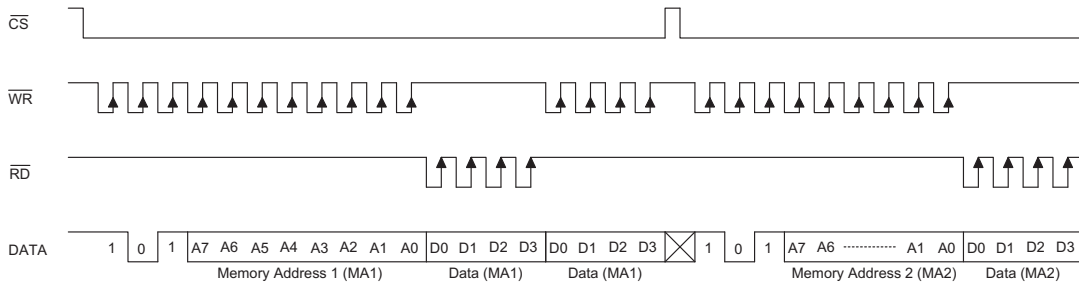 CS
WR
RD
DATA 1 0 1 A7 A6 A5 A4 A3 A2 A1 A0 D0 D1 D2 D3 D0 D1 D2 D3 1 0 1 A7 A6 A1 A0 D0 D1 D2 D3
Memory Address 1 (MA1) Data (MA1) Data (MA1) Memory Address 2 (MA2) Data (MA2)